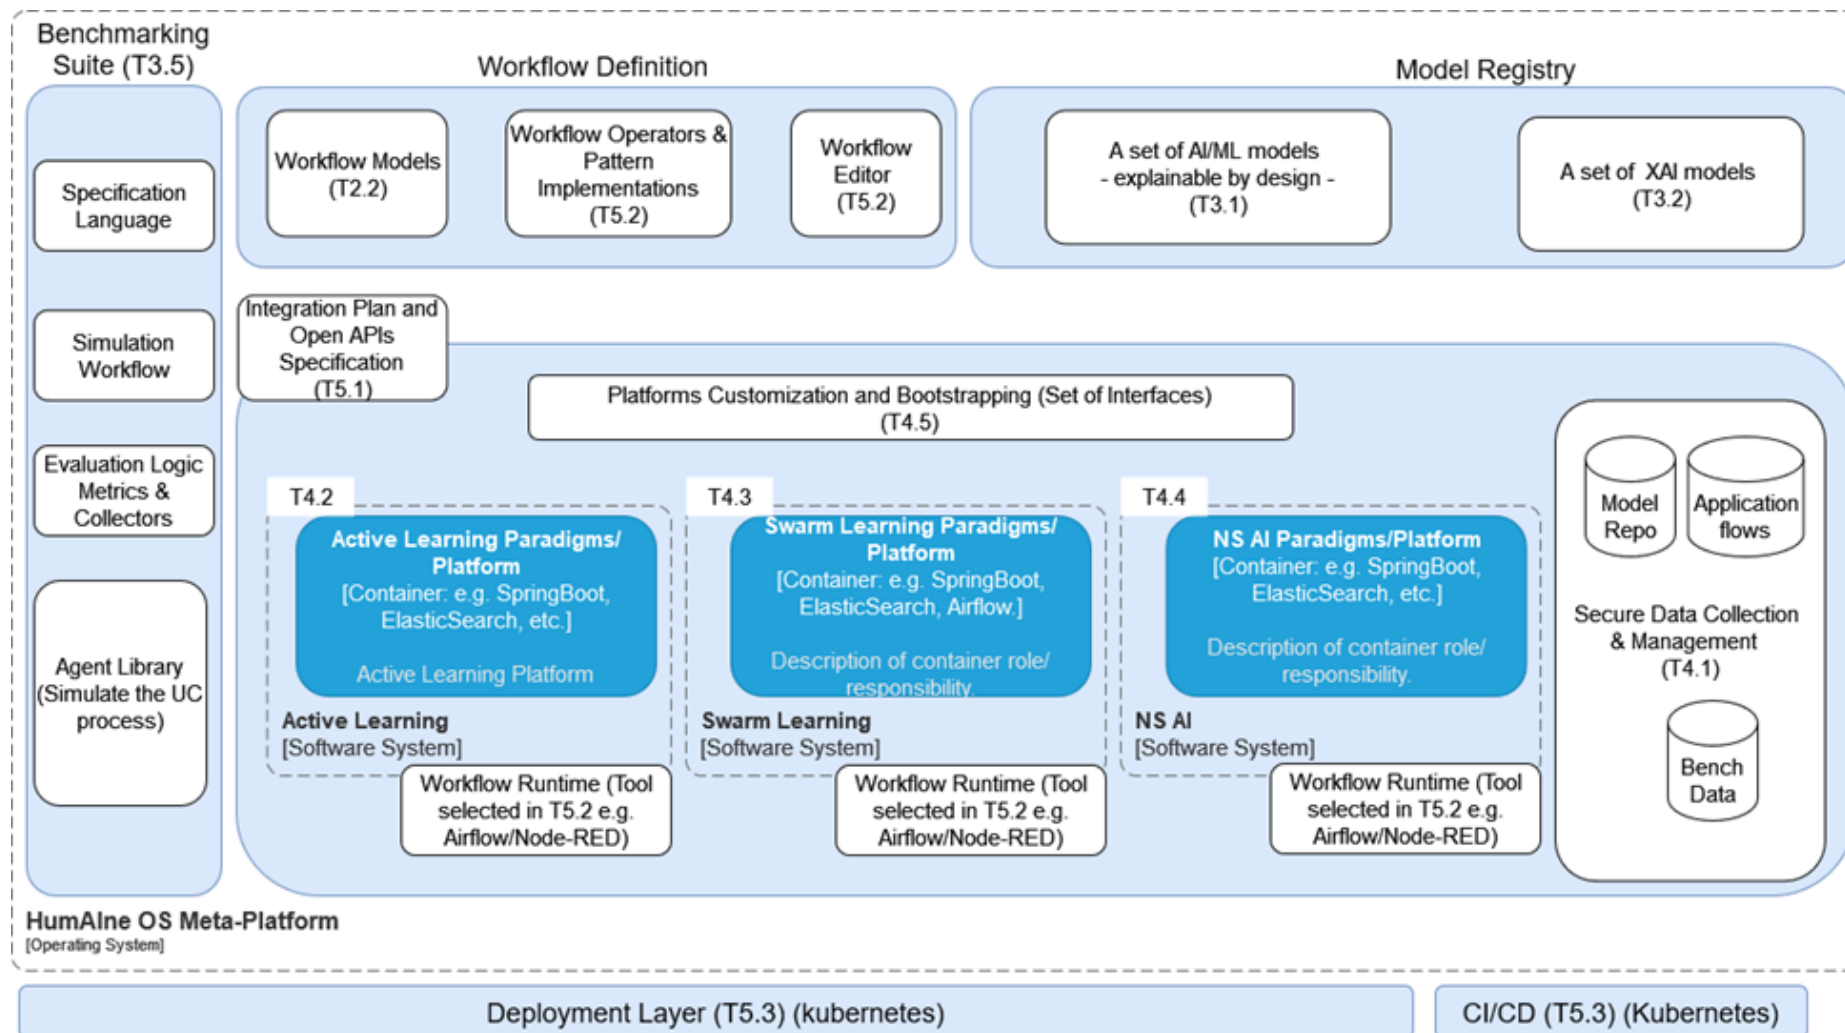 Benchmarking
Suite (T3.5)
Workflow Definition
Model Registry
Specification
Language
Simulation
Workflow
Evaluation Logic
Metrics &
Collectors
Agent Library
(Simulate the UC
process)
Workflow Models
(T2.2)
Workflow Operators &
Pattern
Implementations
(T5.2)
Workflow
Editor
(T5.2)
A set of AI/ML models
- explainable by design -
(T3.1)
A set of XAI models
(T3.2)
Integration Plan and
Open APIs
Specification
(T5.1)
Platforms Customization and Bootstrapping (Set of Interfaces)
(T4.5)
T4.2
Active Learning Paradigms/
Platform
[Container: e.g. SpringBoot,
ElasticSearch, etc.]
Active Learning Platform
Active Learning
[Software System]
Workflow Runtime (Tool
selected in T5.2 e.g.
Airflow/Node-RED)
T4.3
Swarm Learning Paradigms/
Platform
[Container: e.g. SpringBoot,
ElasticSearch, Airflow.]
Description of container role/
responsibility.
Swarm Learning
[Software System]
Workflow Runtime (Tool
selected in T5.2 e.g.
Airflow/Node-RED)
T4.4
NS AI Paradigms/Platform
[Container: e.g. SpringBoot,
ElasticSearch, etc.]
Description of container role/
responsibility.
NS AI
[Software System]
Workflow Runtime (Tool
selected in T5.2 e.g.
Airflow/Node-RED)
Model
Repo
Application
flows
Secure Data Collection
& Management
(T4.1)
Bench
Data
HumAIne OS Meta-Platform
[Operating System]
Deployment Layer (T5.3) (kubernetes)
CI/CD (T5.3) (Kubernetes)